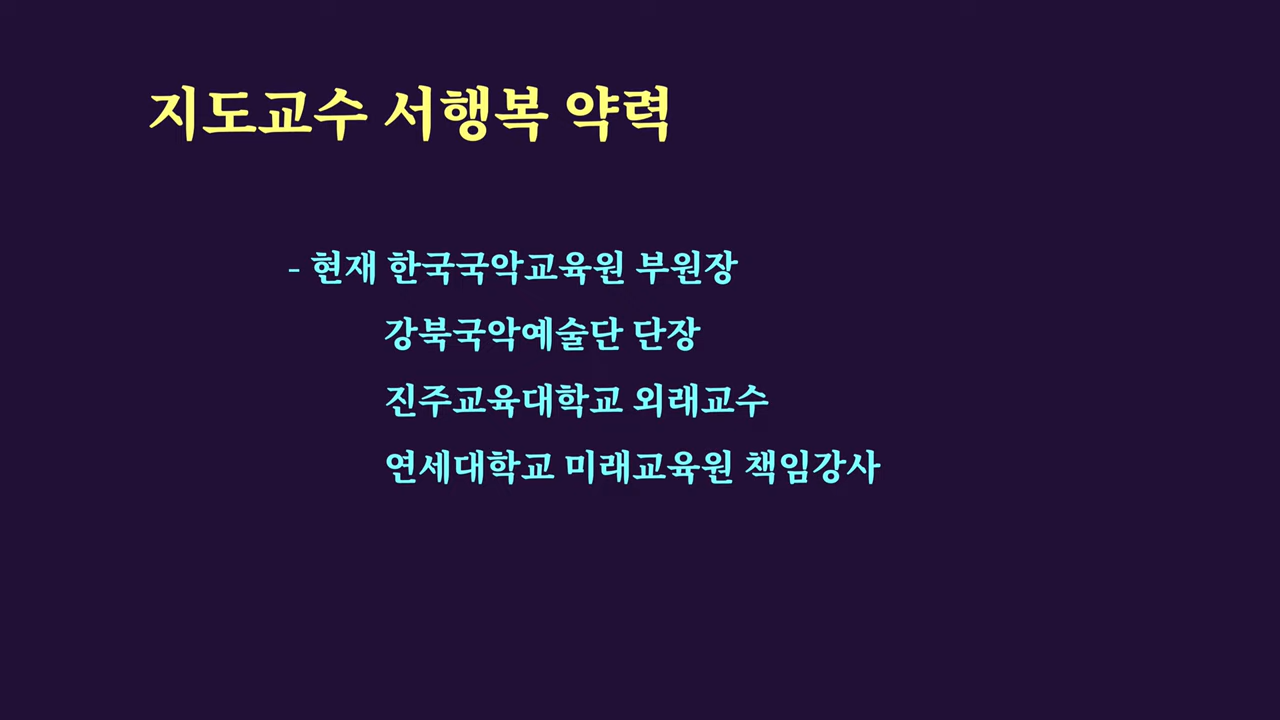 지도교수 서행복 약력
- 현재 한국국악교육원 부원장
강북국악예술단 단장
진주교육대학교 외래교수
연세대학교 미래교육원 책임강사